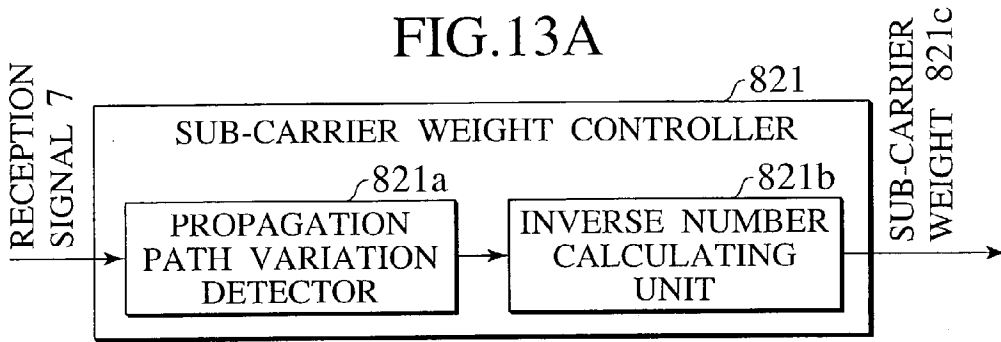 FIG.13A
RECEPTION
SIGNAL 7
821
SUB-CARRIER WEIGHT CONTROLLER
821a
PROPAGATION
PATH VARIATION
DETECTOR
821b
INVERSE NUMBER
CALCULATING
UNIT
SUB-CARRIER
WEIGHT 821c